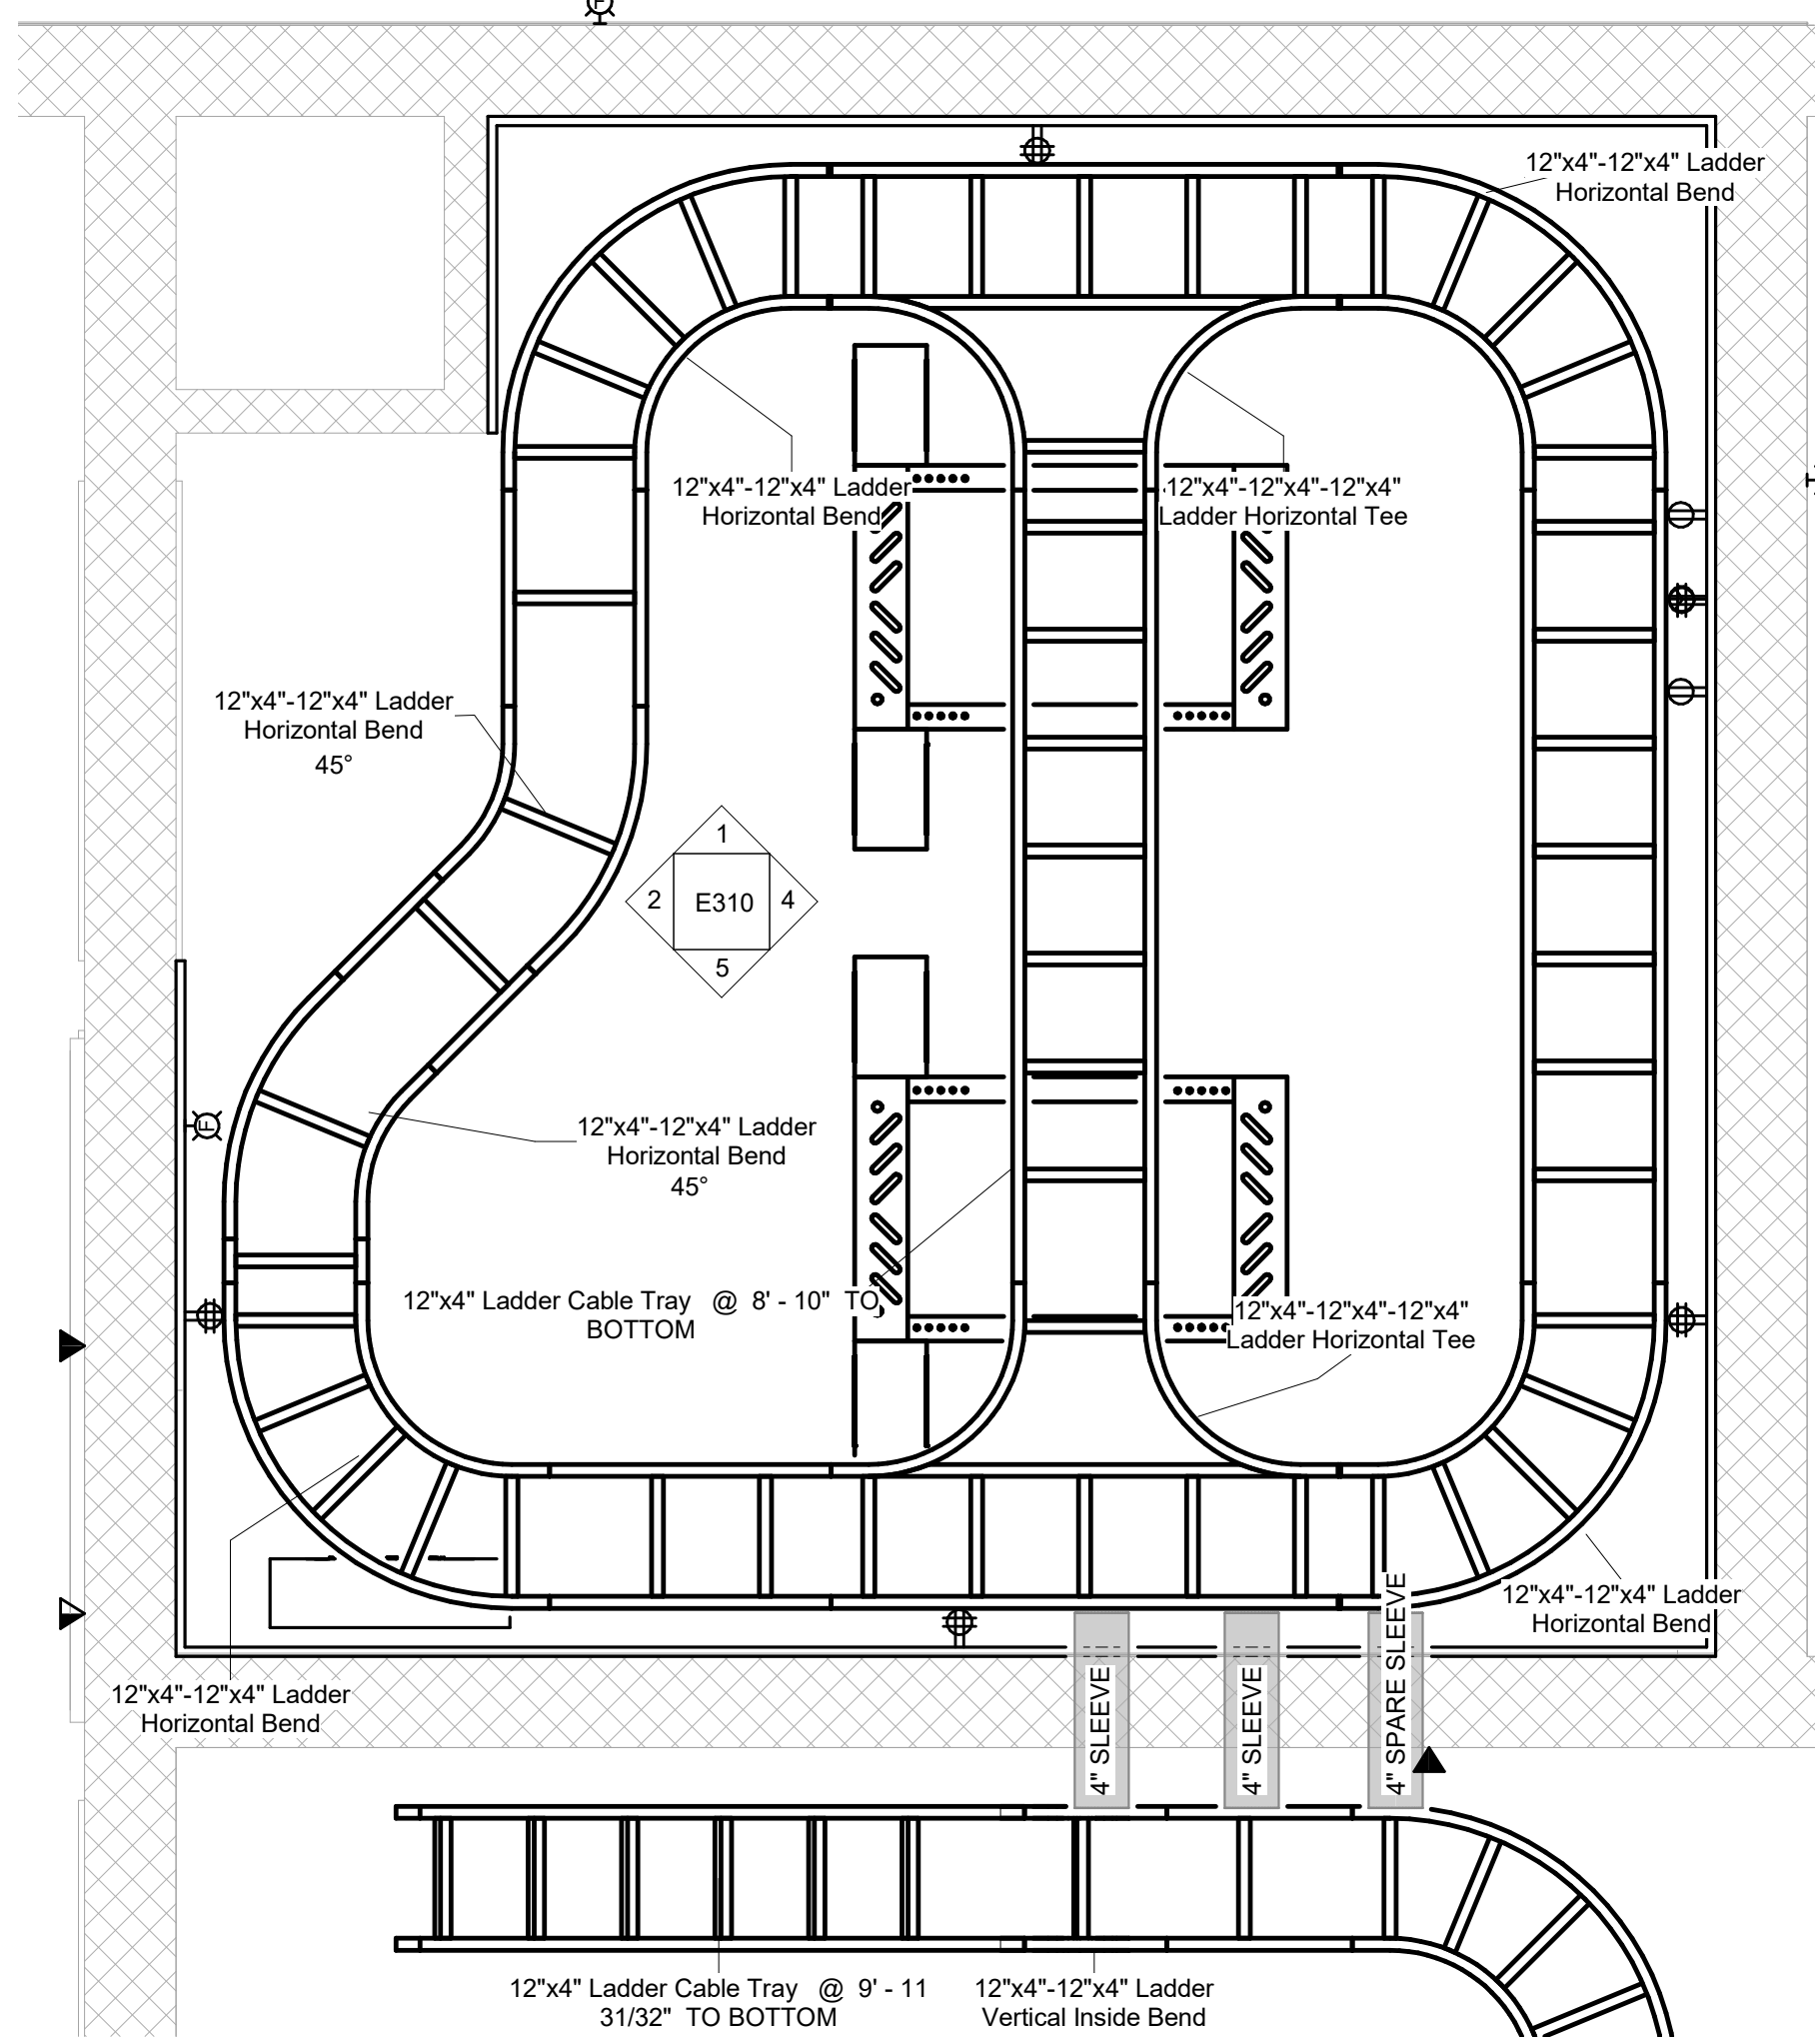 F
12"x4"-12"x4" Ladder
Horizontal Bend
12"x4"-12"x4" Ladder
Horizontal Bend
12"x4"-12"x4"-12"x4"
Ladder Horizontal Tee
12"x4"-12"x4" Ladder
Horizontal Bend
45°
1
2
E310
4
5
F
12"x4"-12"x4" Ladder
Horizontal Bend
45°
12"x4" Ladder Cable Tray @ 8' - 10" TO
BOTTOM
12"x4"-12"x4"-12"x4"
Ladder Horizontal Tee
12"x4"-12"x4" Ladder
Horizontal Bend
12"x4"-12"x4" Ladder
Horizontal Bend
4" SLEEVE
4" SLEEVE
4" SPARE SLEEVE
12"x4" Ladder Cable Tray @ 9' - 11
31/32" TO BOTTOM
12"x4"-12"x4" Ladder
Vertical Inside Bend